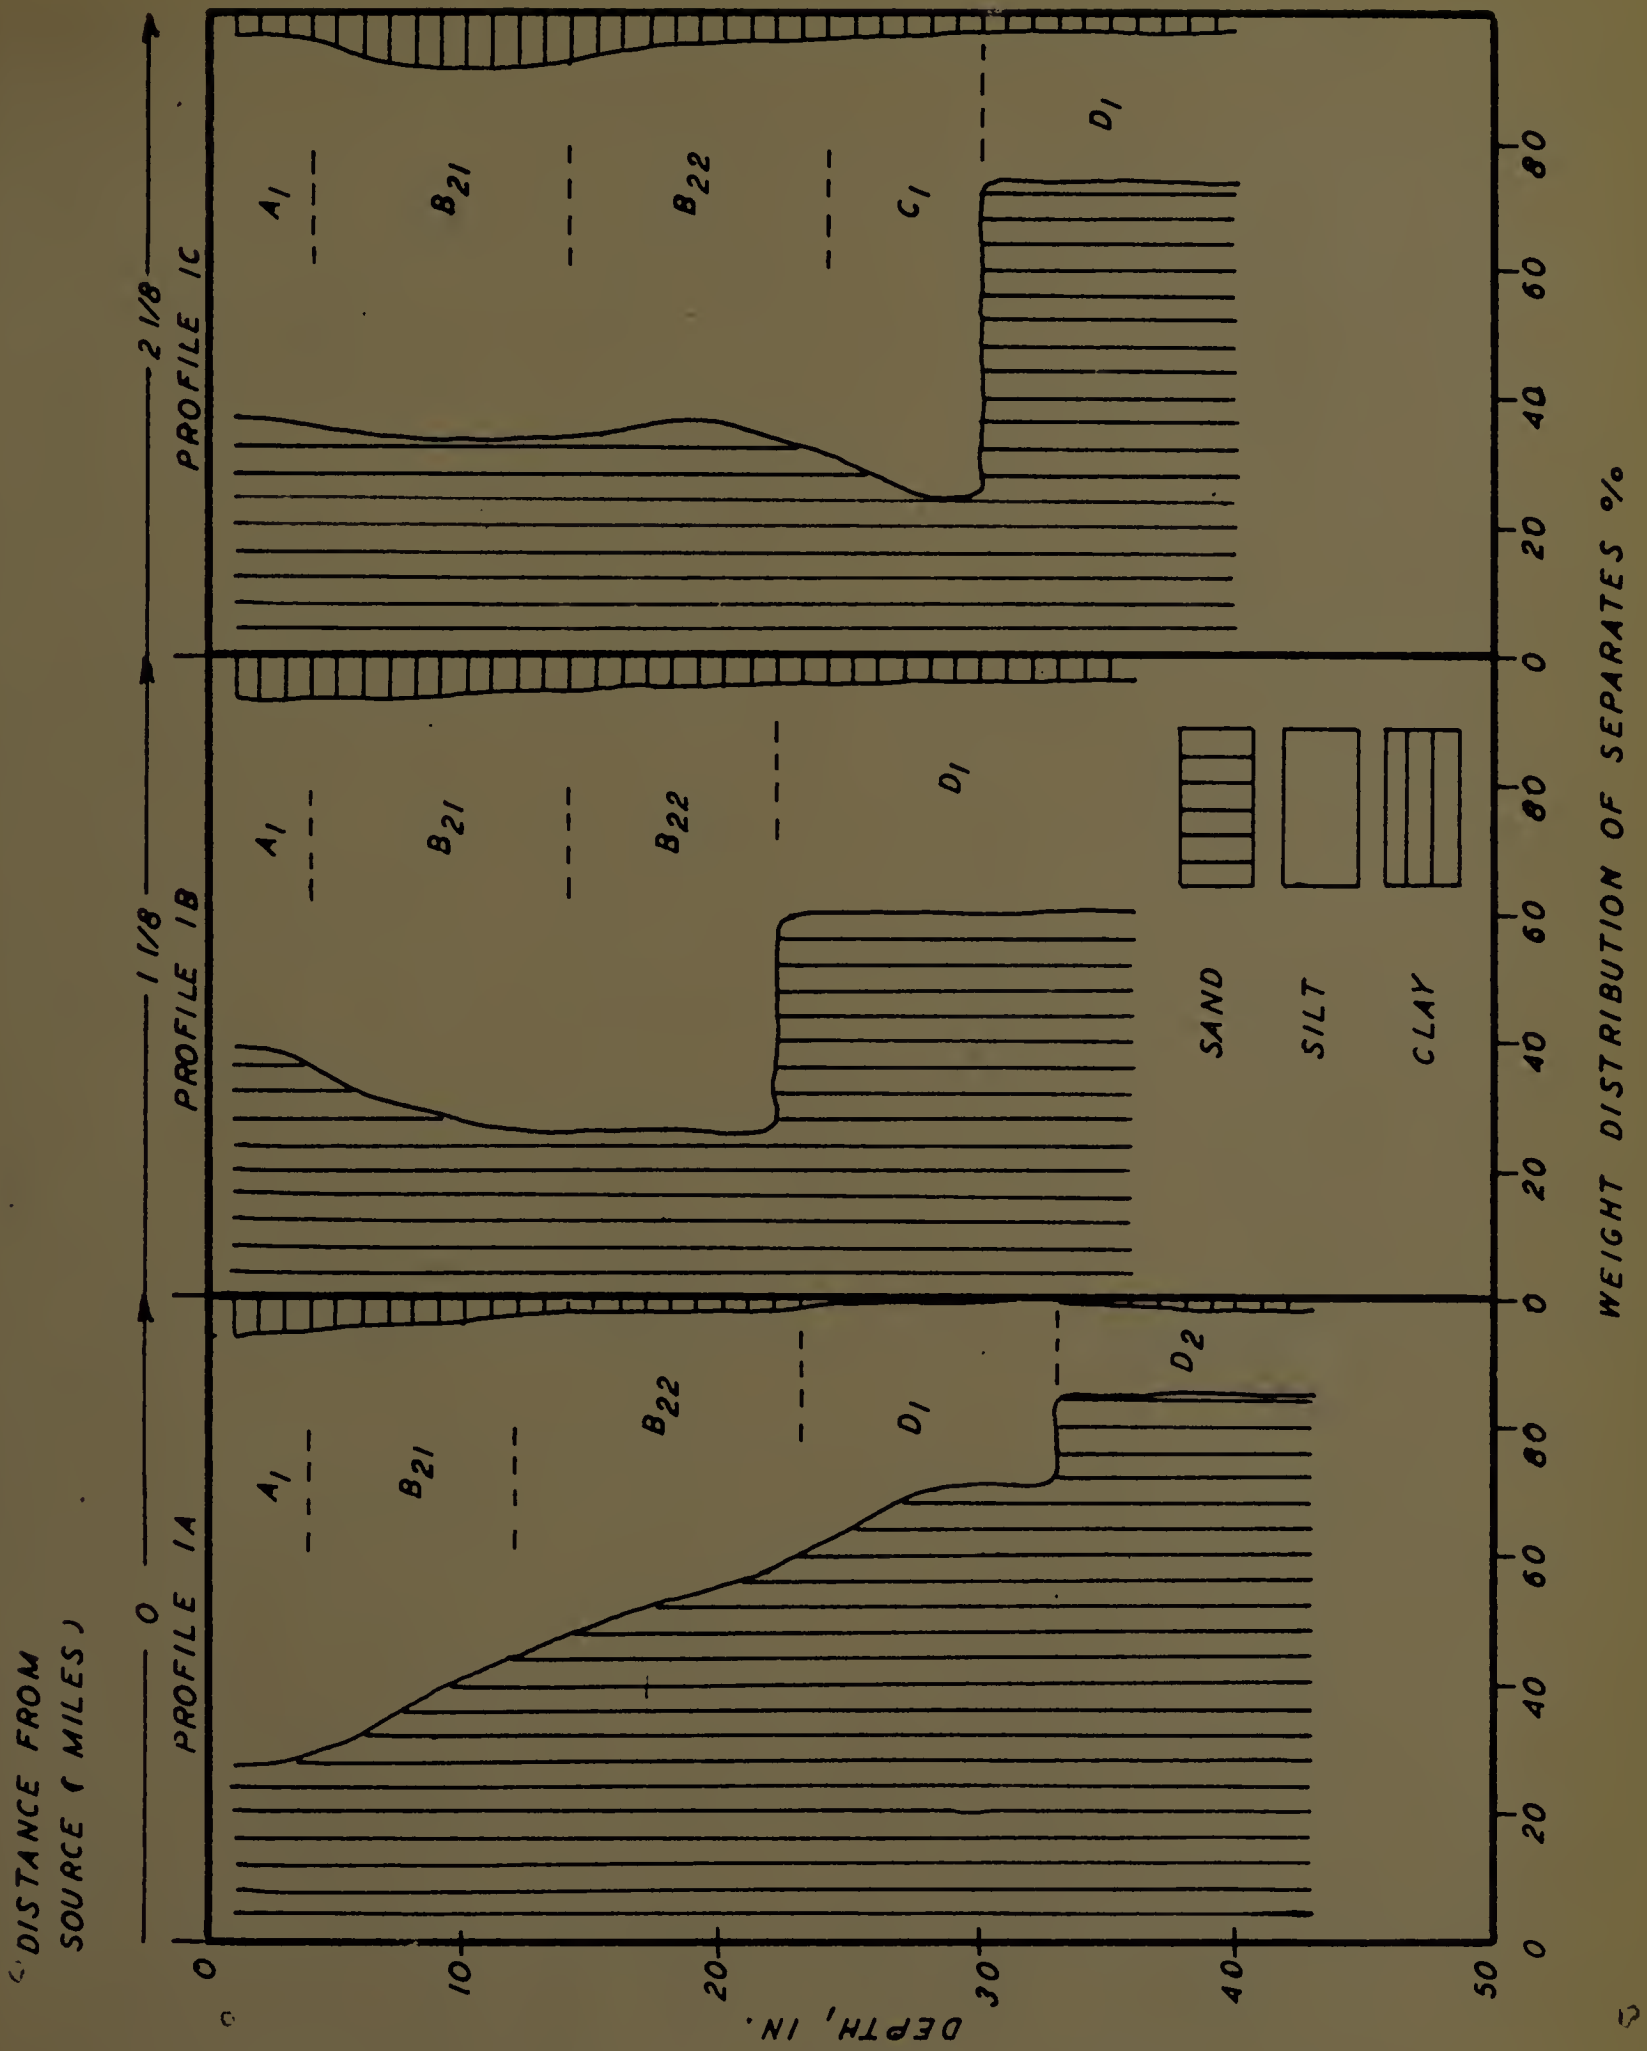 DISTANCE FROM
SOURCE ( MILES )
0
1 1/8
2 1/8
PROFILE 1A
PROFILE 1B
PROFILE 1C
DEPTH, IN.
0
10
20
30
40
50
A1
B21
B22
D1
D2
A1
B21
B22
D1
A1
B21
B22
C1
D1
SAND
SILT
CLAY
0 20 40 60 80 0 20 40 60 80 0 20 40 60 80
WEIGHT DISTRIBUTION OF SEPARATES %